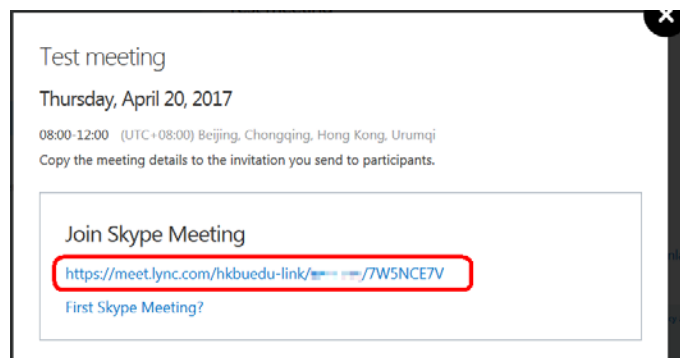 Test meeting
Thursday, April 20, 2017
08:00-12:00 (UTC+08:00) Beijing, Chongqing, Hong Kong, Urumqi
Copy the meeting details to the invitation you send to participants.
Join Skype Meeting
https://meet.lync.com/hkbuedu-link/ /7W5NCE7V
First Skype Meeting?